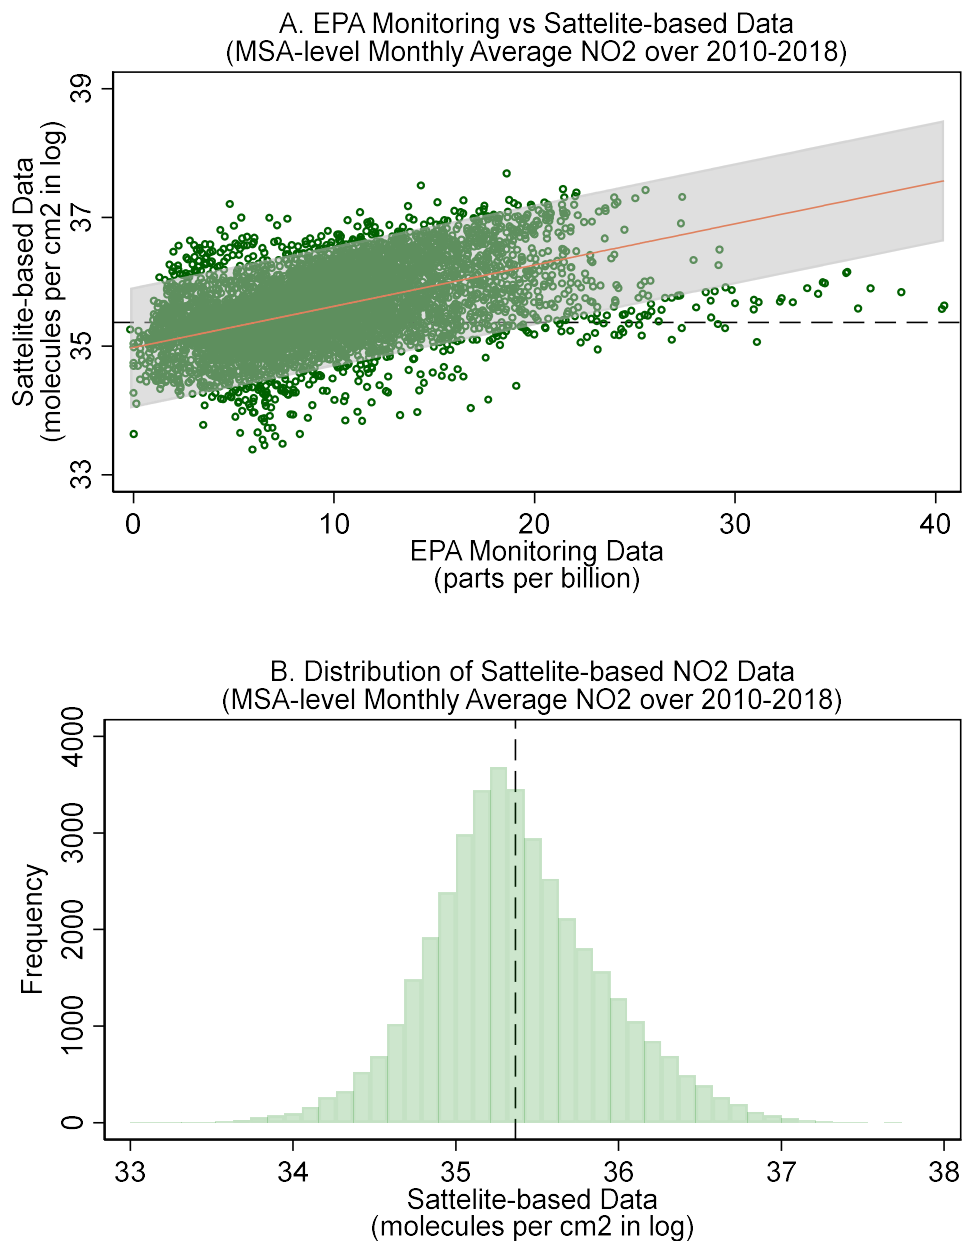 A. EPA Monitoring vs Sattelite-based Data
(MSA-level Monthly Average NO2 over 2010-2018)
Sattelite-based Data
(molecules per cm2 in log)
39
37
35
33
0 10 20 30 40
EPA Monitoring Data
(parts per billion)
B. Distribution of Sattelite-based NO2 Data
(MSA-level Monthly Average NO2 over 2010-2018)
Frequency
4000
3000
2000
1000
0
33 34 35 36 37 38
Sattelite-based Data
(molecules per cm2 in log)